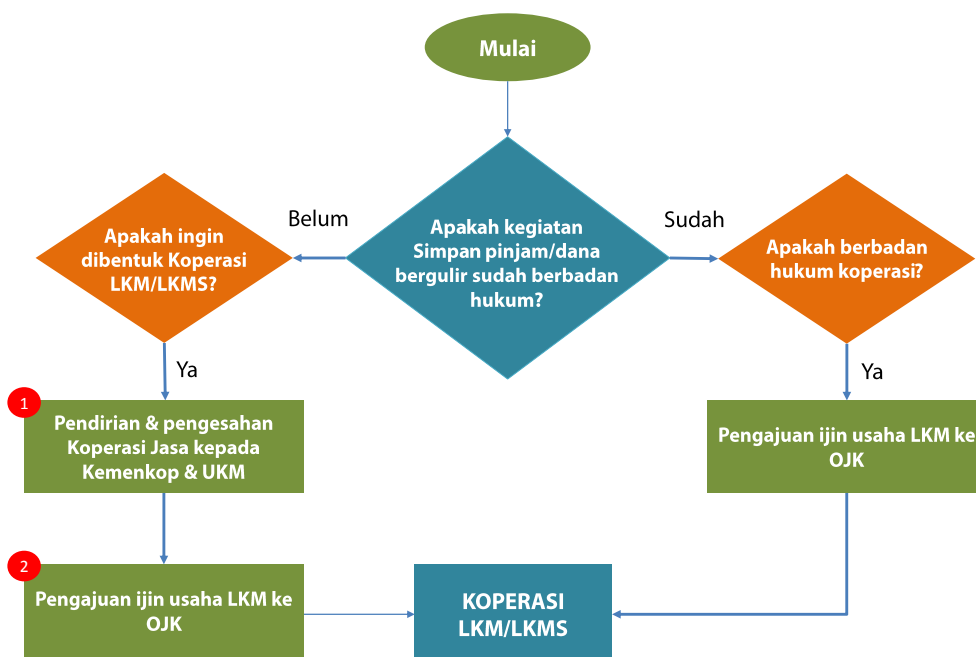 Mulai
Apakah kegiatan
Simpan pinjam/dana
bergulir sudah berbadan
hukum?
Belum
Sudah
Apakah ingin
dibentuk Koperasi
LKM/LKMS?
Apakah berbadan
hukum koperasi?
Ya
Ya
1
Pendirian & pengesahan
Koperasi Jasa kepada
Kemenkop & UKM
Pengajuan ijin usaha LKM ke
OJK
2
Pengajuan ijin usaha LKM ke
OJK
KOPERASI
LKM/LKMS